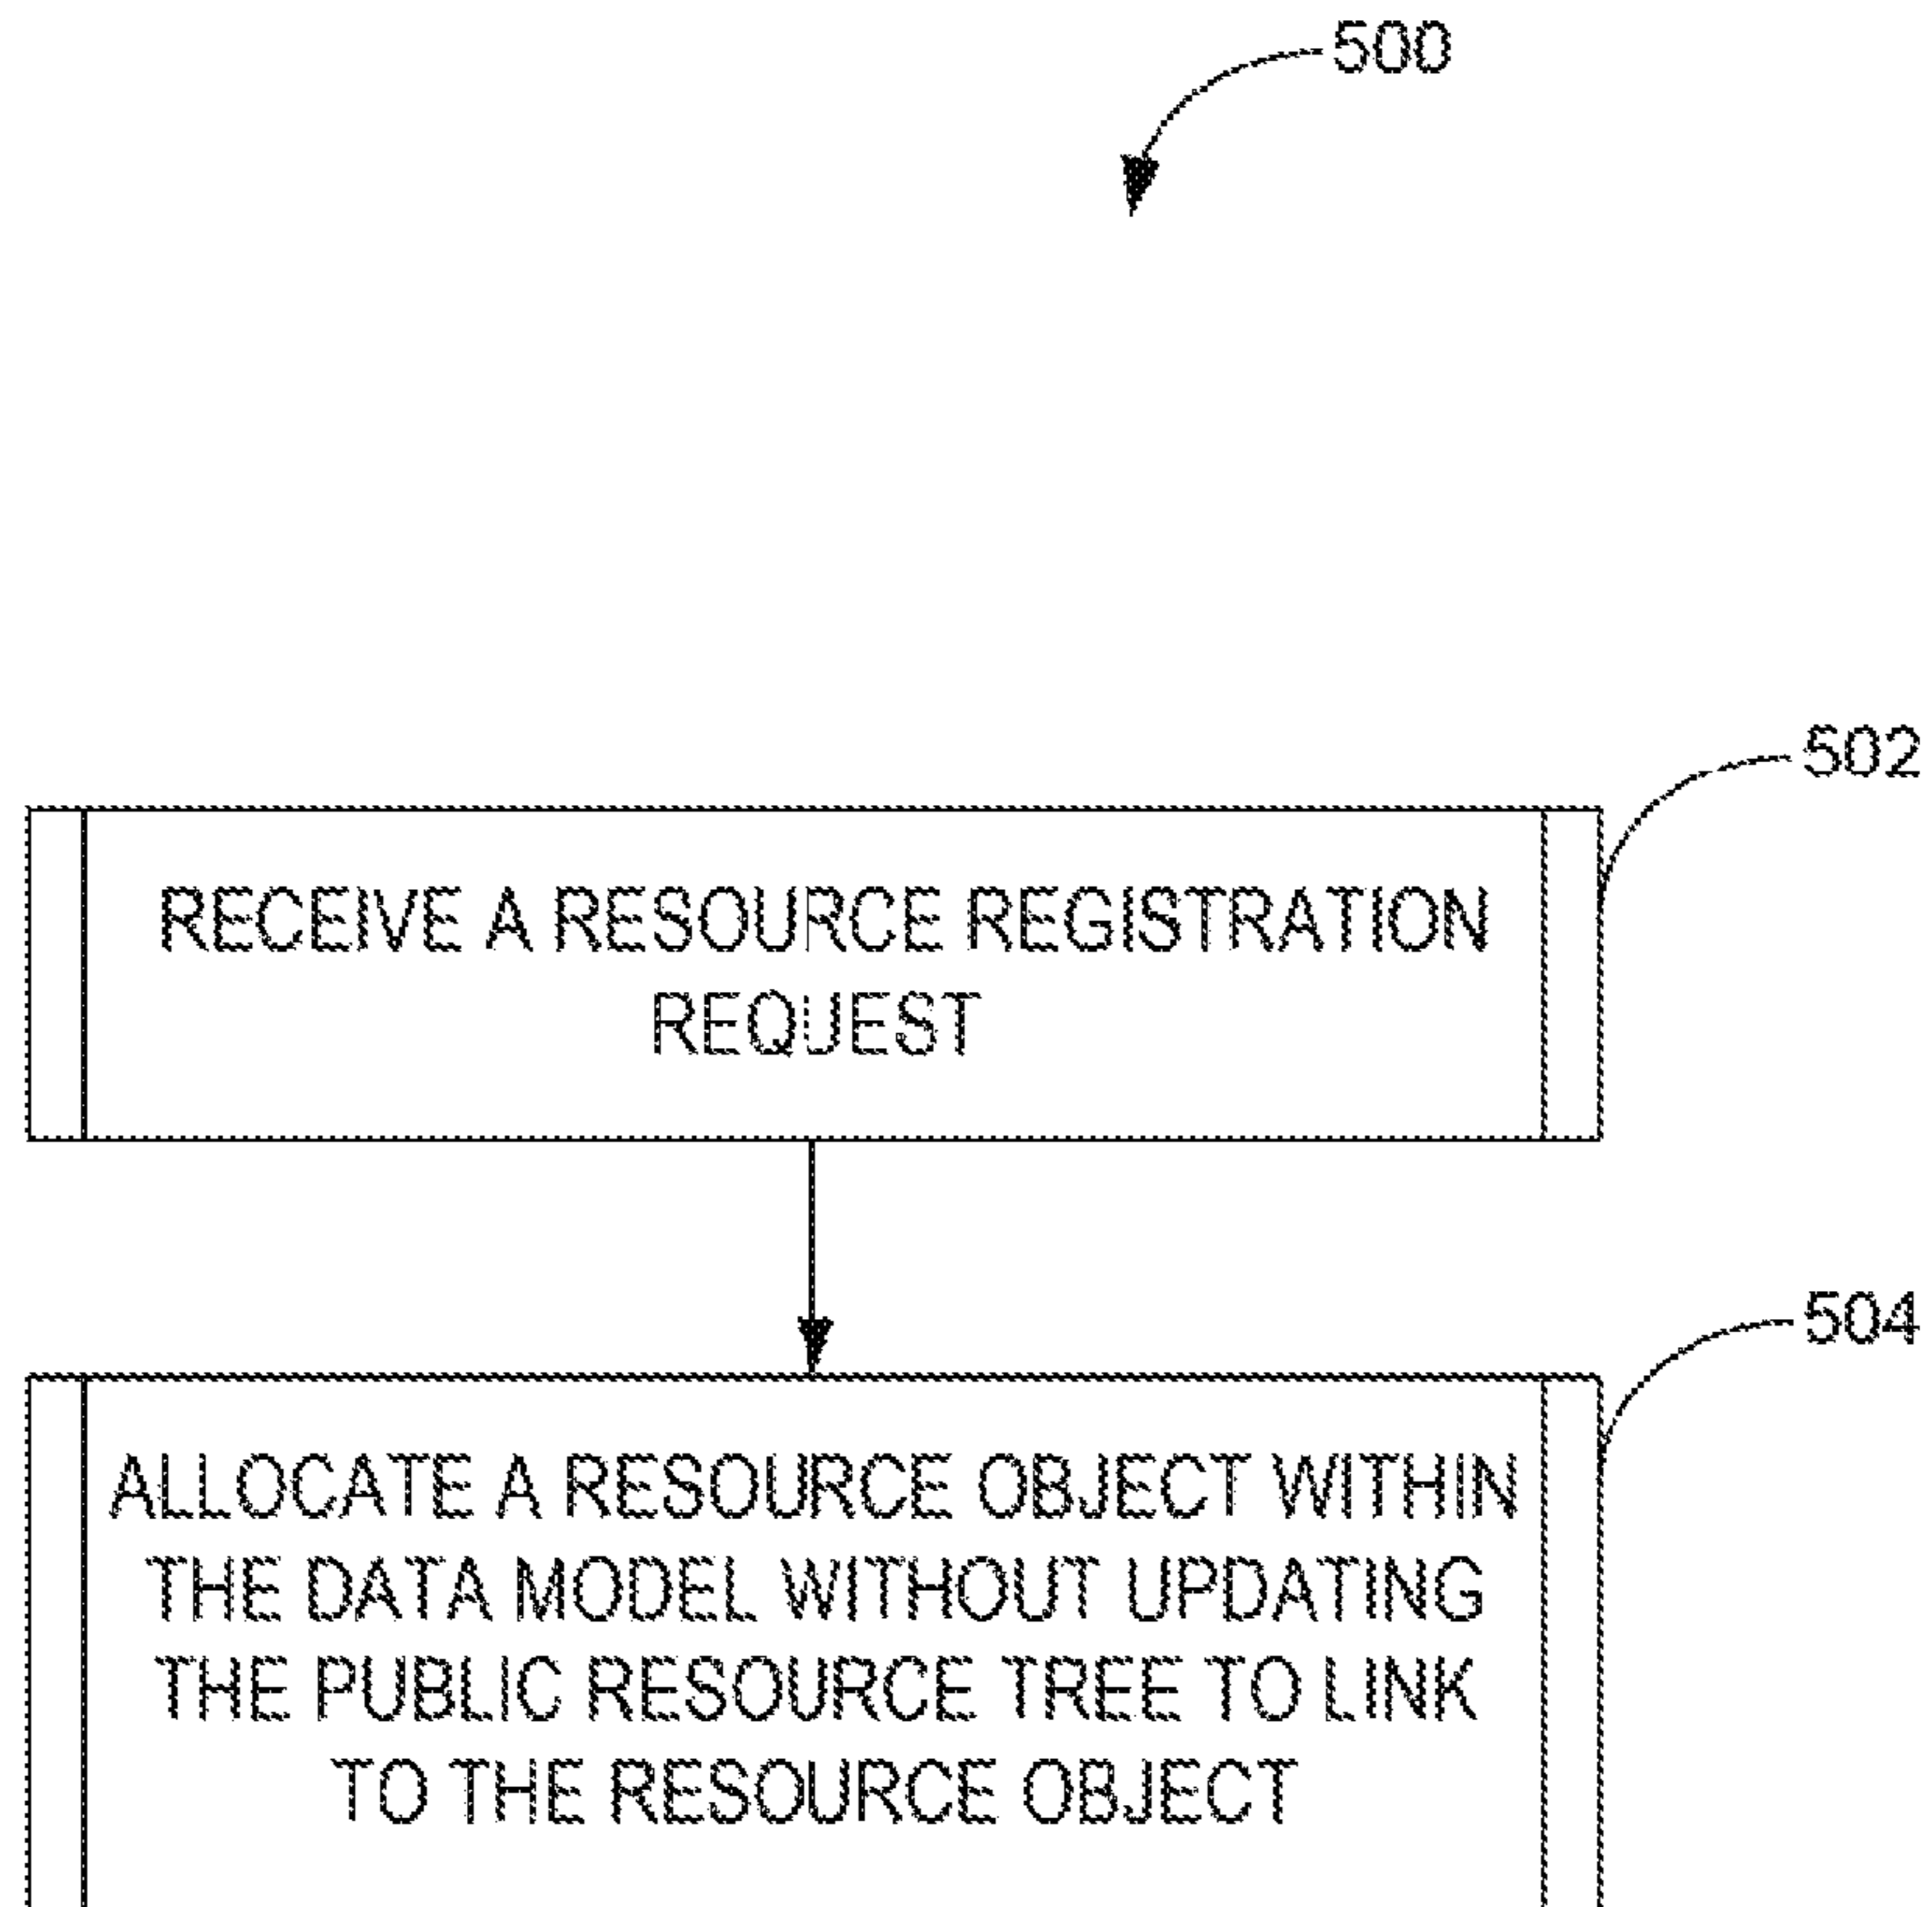 500
502
RECEIVE A RESOURCE REGISTRATION
REQUEST
504
ALLOCATE A RESOURCE OBJECT WITHIN
THE DATA MODEL WITHOUT UPDATING
THE PUBLIC RESOURCE TREE TO LINK
TO THE RESOURCE OBJECT